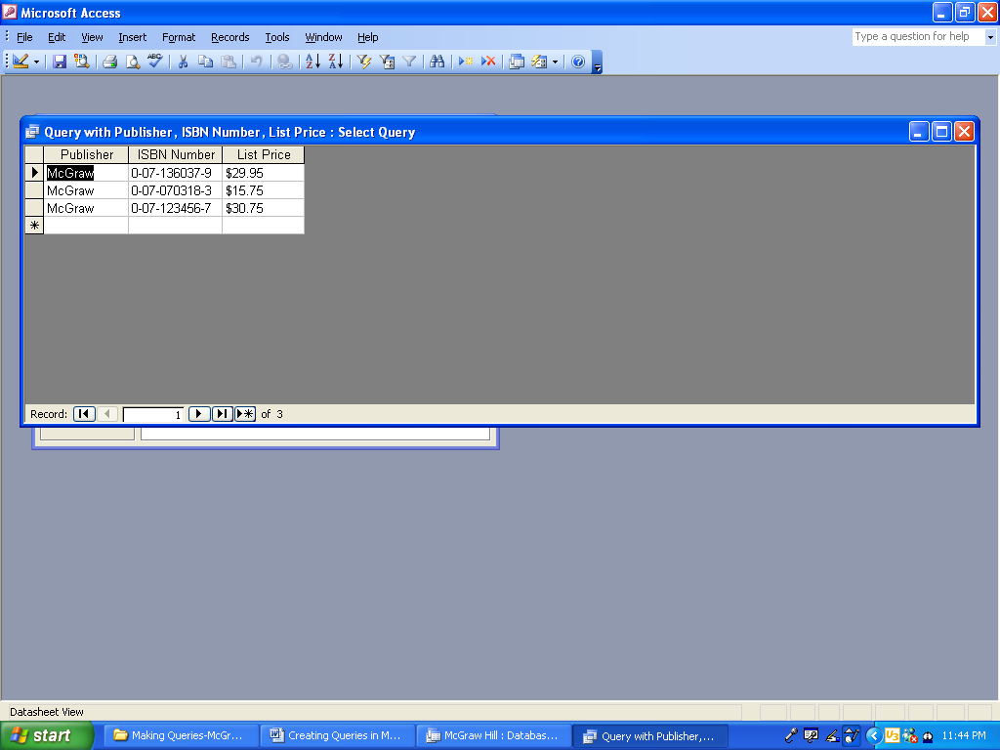 Microsoft Access
File Edit View Insert Format Records Tools Window Help
Type a question for help
Query with Publisher, ISBN Number, List Price : Select Query
Publisher ISBN Number List Price
McGraw 0-07-136037-9 $29.95
McGraw 0-07-070318-3 $15.75
McGraw 0-07-123456-7 $30.75
Record: 1 of 3
Datasheet View
start Making Queries-McGr... Creating Queries in M... McGraw Hill : Databas... Query with Publisher,... U3 11:44 PM